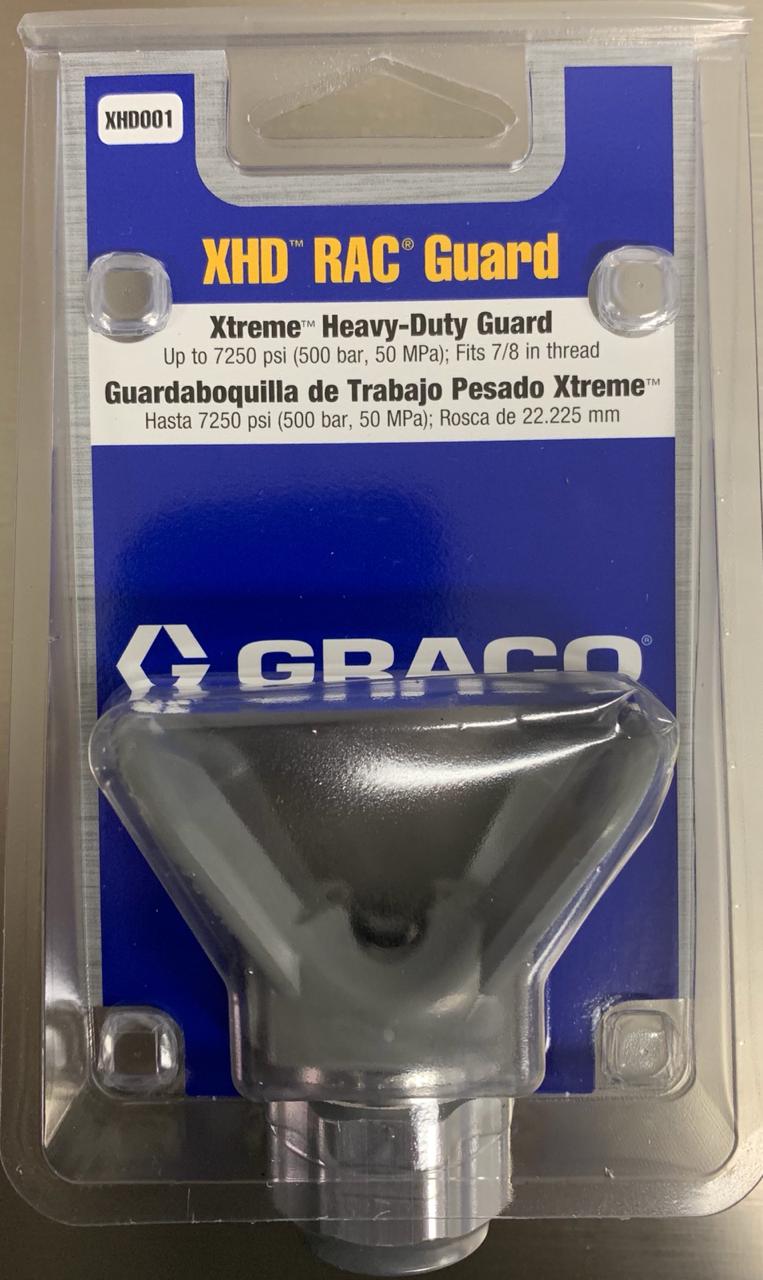 XHD001
XHD™ RAC® Guard
Xtreme™ Heavy-Duty Guard
Up to 7250 psi (500 bar, 50 MPa); Fits 7/8 in thread
Guardaboquilla de Trabajo Pesado Xtreme™
Hasta 7250 psi (500 bar, 50 MPa); Rosca de 22.225 mm
GRACO®